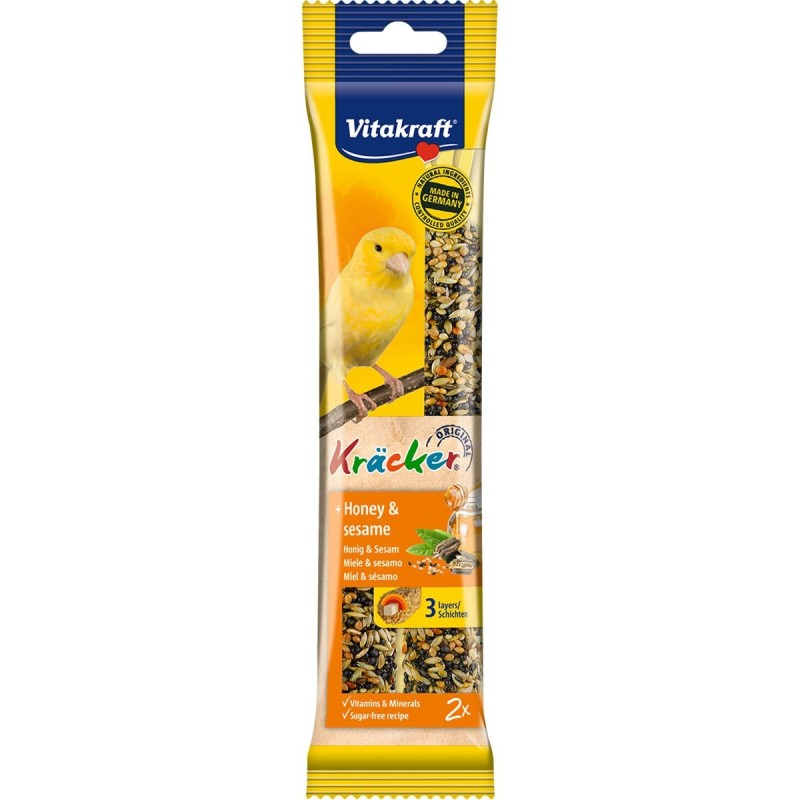 Vitakraft®
NATURAL INGREDIENTS
MADE IN
GERMANY
CONTROLLED QUALITY
ORIGINAL
Kräcker®
+ Honey &
sesame
Honig & Sesam
Miele & sesamo
Miel & sésamo
3 layers/
Schichten
✓ Vitamins & Minerals
✓ Sugar-free recipe
2x